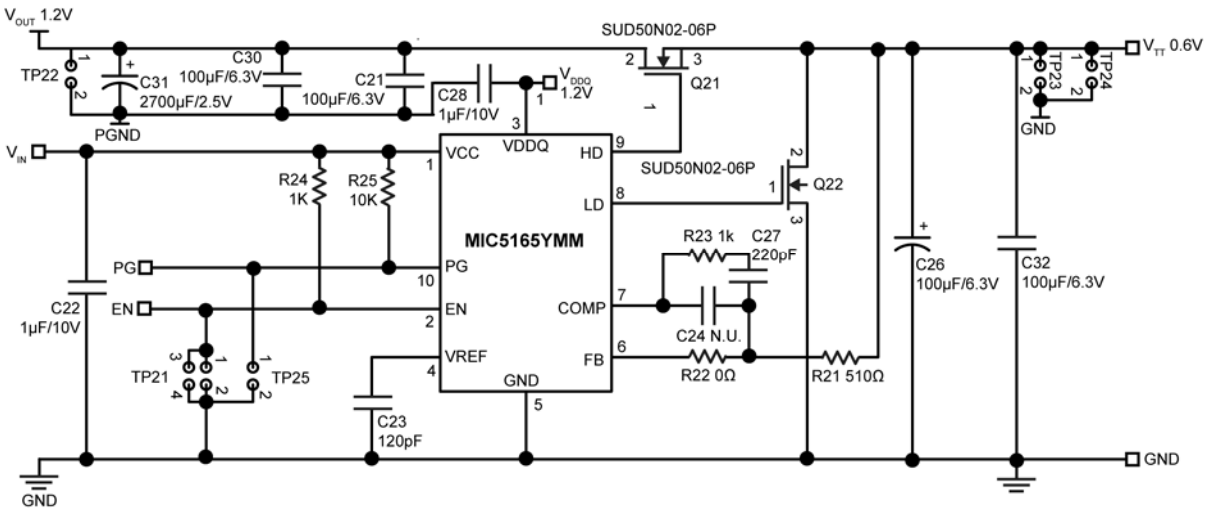 VOUT 1.2V
SUD50N02-06P
VTT 0.6V
1
TP22
2
+
C31
2700µF/2.5V
C30
100µF/6.3V
C21
100µF/6.3V
C28
1µF/10V
VDDQ
1.2V
1
2
3
Q21
1
1
TP23
2
1
TP24
2
PGND
GND
3
VDDQ
VIN
1
VCC
HD
9
SUD50N02-06P
R24
1K
R25
10K
LD
8
2
1
Q22
3
MIC5165YMM
R23 1k
C27
220pF
PG
10
PG
+
C26
100µF/6.3V
C32
100µF/6.3V
C22
1µF/10V
EN
2
EN
COMP
7
C24 N.U.
3
1
TP21
4
2
1
TP25
2
VREF
4
FB
6
R22 0Ω
R21 510Ω
GND
5
C23
120pF
GND
GND